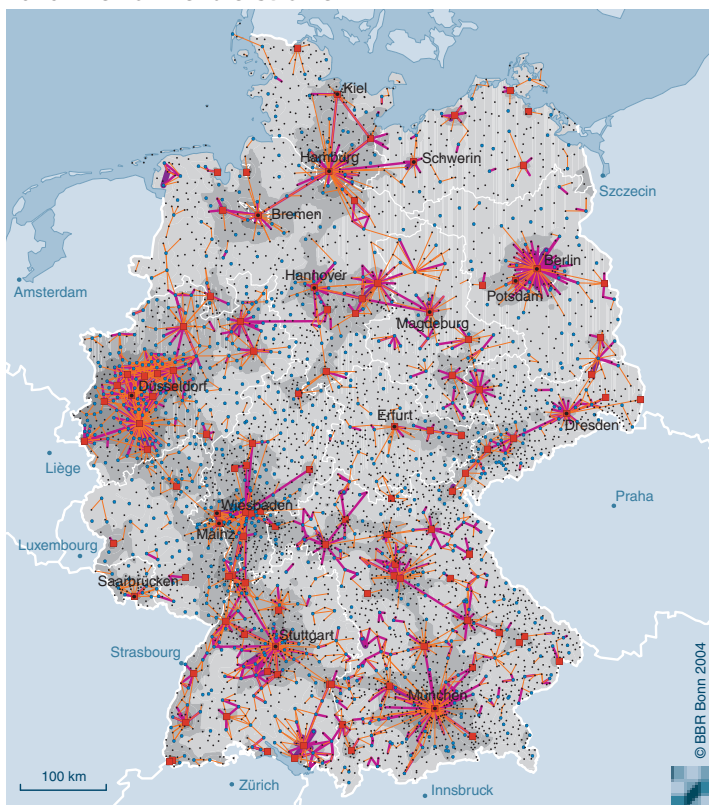 Kiel
Hamburg
Schwerin
Szczecin
Bremen
Hannover
Berlin
Amsterdam
Potsdam
Magdeburg
Düsseldorf
Erfurt
Dresden
Liège
Wiesbaden
Praha
Mainz
Luxembourg
Saarbrücken
Stuttgart
Strasbourg
München
© BBR Bonn 2004
100 km
Zürich
Innsbruck